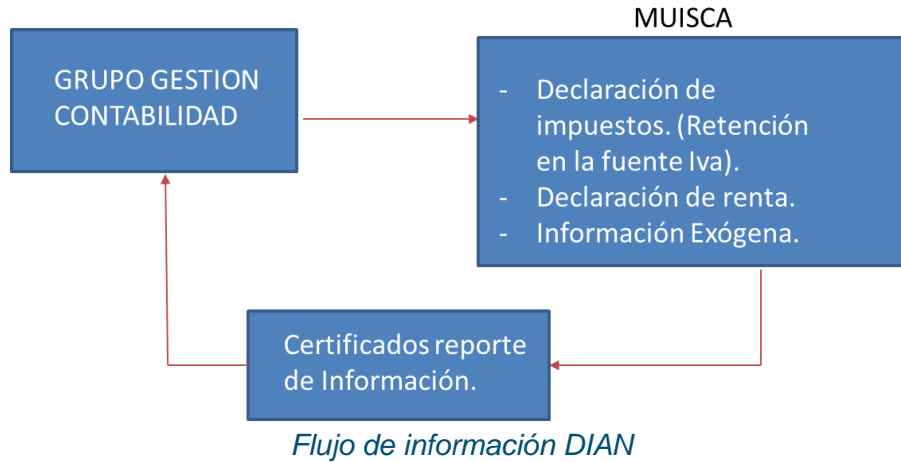 MUISCA
GRUPO GESTION
CONTABILIDAD
- Declaración de
impuestos. (Retención
en la fuente Iva).
- Declaración de renta.
- Información Exógena.
Certificados reporte
de Información.
Flujo de información DIAN